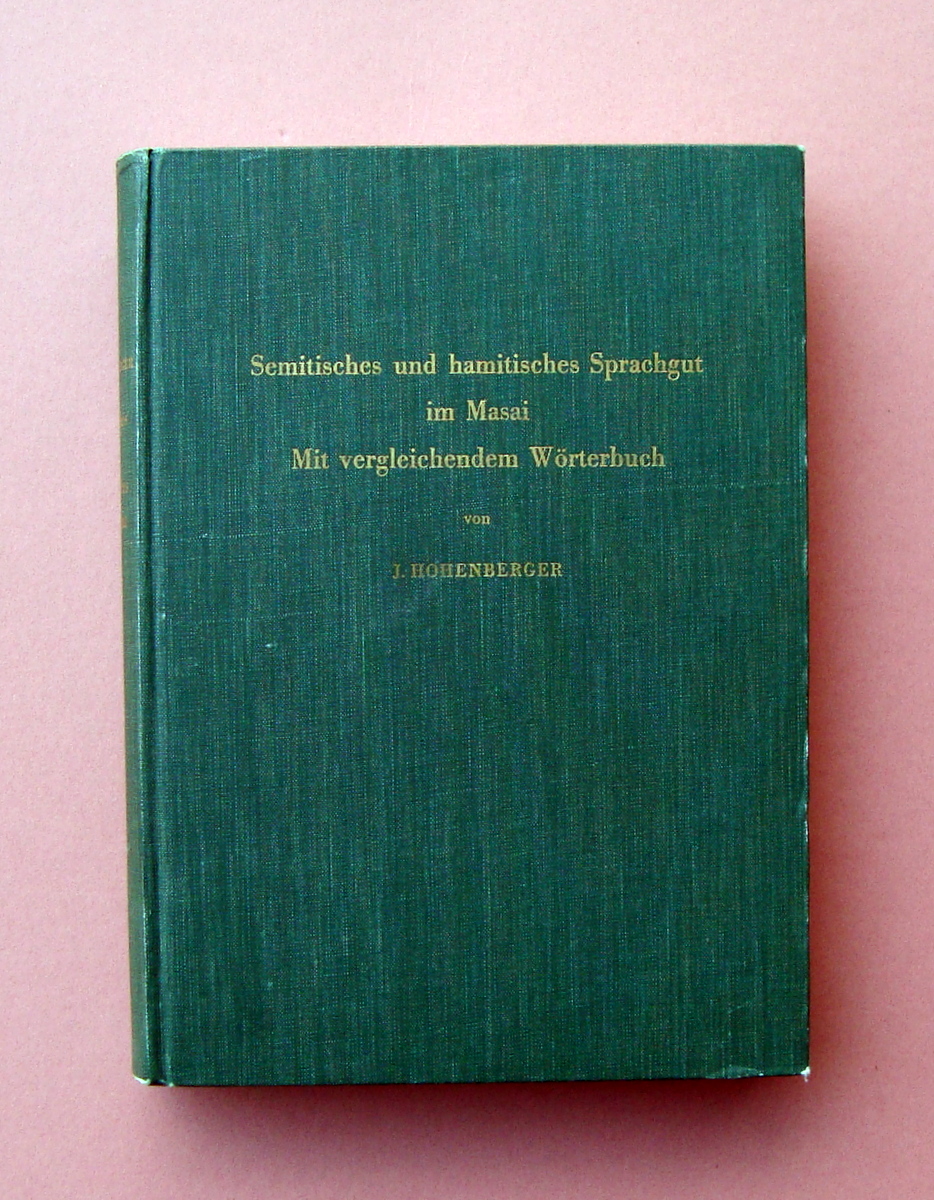 Semitisches und hamitisches Sprachgut
im Masai
Mit vergleichendem Wörterbuch
von
J. HOHENBERGER